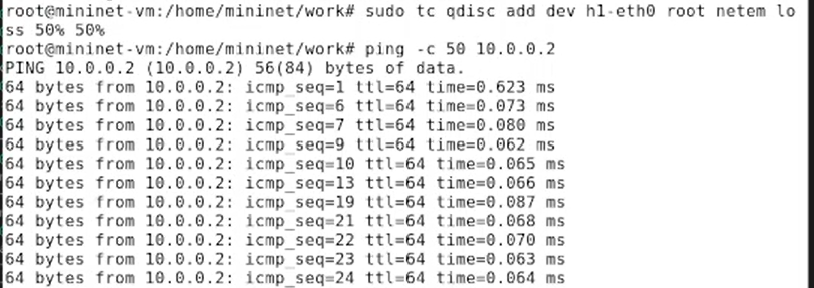 root@mininet-vm:/home/mininet/work# sudo tc qdisc add dev h1-eth0 root netem lo
ss 50% 50%
root@mininet-vm:/home/mininet/work# ping -c 50 10.0.0.2
PING 10.0.0.2 (10.0.0.2) 56(84) bytes of data.
64 bytes from 10.0.0.2: icmp_seq=1 ttl=64 time=0.623 ms
64 bytes from 10.0.0.2: icmp_seq=6 ttl=64 time=0.073 ms
64 bytes from 10.0.0.2: icmp_seq=7 ttl=64 time=0.080 ms
64 bytes from 10.0.0.2: icmp_seq=9 ttl=64 time=0.062 ms
64 bytes from 10.0.0.2: icmp_seq=10 ttl=64 time=0.065 ms
64 bytes from 10.0.0.2: icmp_seq=13 ttl=64 time=0.066 ms
64 bytes from 10.0.0.2: icmp_seq=19 ttl=64 time=0.087 ms
64 bytes from 10.0.0.2: icmp_seq=21 ttl=64 time=0.068 ms
64 bytes from 10.0.0.2: icmp_seq=22 ttl=64 time=0.070 ms
64 bytes from 10.0.0.2: icmp_seq=23 ttl=64 time=0.063 ms
64 bytes from 10.0.0.2: icmp_seq=24 ttl=64 time=0.064 ms